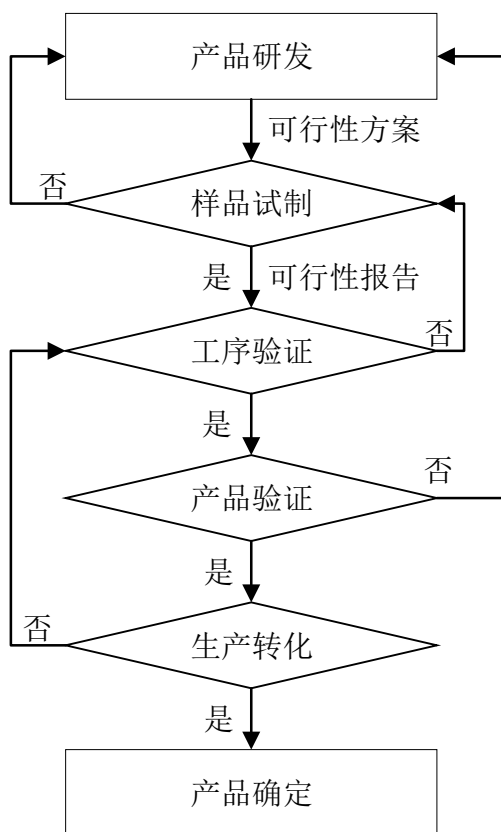 产品研发
可行性方案
否
样品试制
是
可行性报告
工序验证
否
是
产品验证
否
是
生产转化
否
是
产品确定